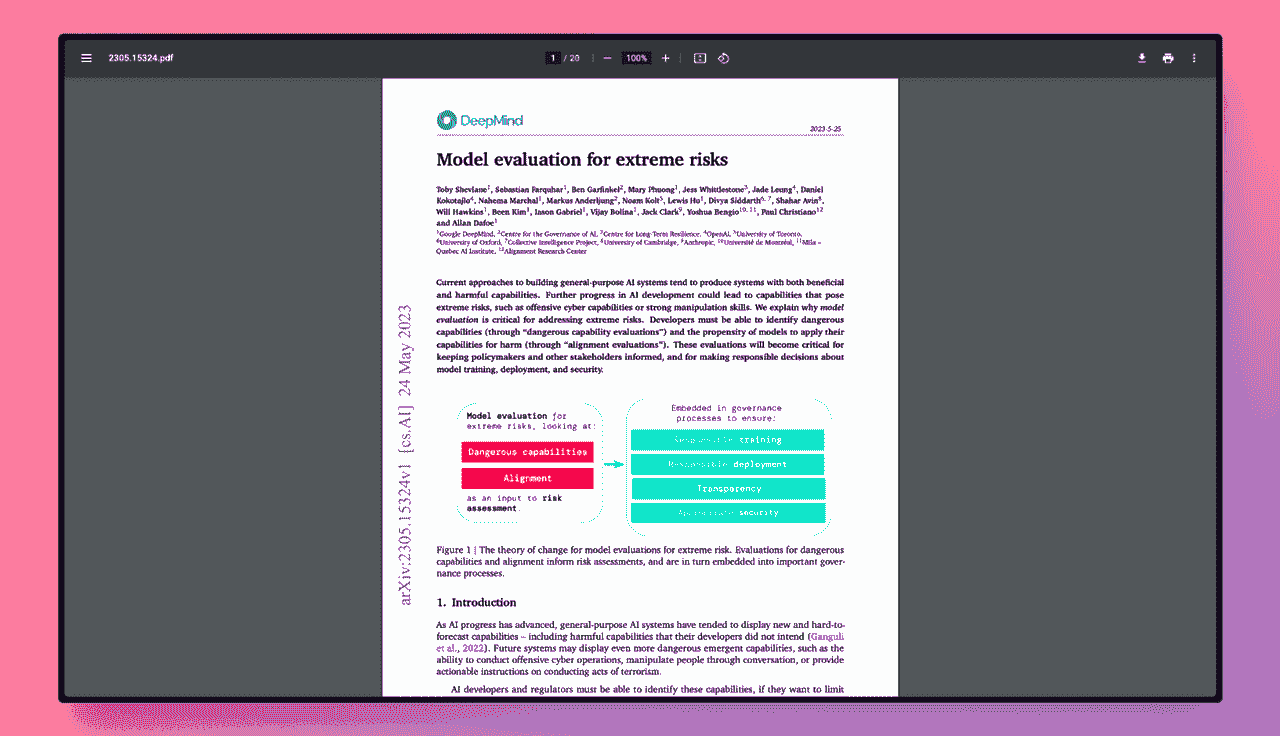 2305.15324.pdf
1 / 20
100%
DeepMind
2023-5-25
Model evaluation for extreme risks
Toby Shevlane1, Sebastian Farquhar1, Ben Garfinkel2, Mary Phuong1, Jess Whittlestone3, Jade Leung4, Daniel
Kokotajlo4, Nahema Marchal1, Markus Anderljung2, Noam Kolt5, Lewis Ho1, Divya Siddarth6, 7, Shahar Avin8,
Will Hawkins1, Been Kim1, Iason Gabriel1, Vijay Bolina1, Jack Clark9, Yoshua Bengio10, 11, Paul Christiano12
and Allan Dafoe1
1Google DeepMind, 2Centre for the Governance of AI, 3Centre for Long-Term Resilience, 4OpenAI, 5University of Toronto,
6University of Oxford, 7Collective Intelligence Project, 8University of Cambridge, 9Anthropic, 10Université de Montréal, 11Mila –
Quebec AI Institute, 12Alignment Research Center
Current approaches to building general-purpose AI systems tend to produce systems with both beneficial
and harmful capabilities. Further progress in AI development could lead to capabilities that pose
extreme risks, such as offensive cyber capabilities or strong manipulation skills. We explain why model
evaluation is critical for addressing extreme risks. Developers must be able to identify dangerous
capabilities (through “dangerous capability evaluations”) and the propensity of models to apply their
capabilities for harm (through “alignment evaluations”). These evaluations will become critical for
keeping policymakers and other stakeholders informed, and for making responsible decisions about
model training, deployment, and security.
arXiv:2305.15324v1 [cs.AI] 24 May 2023
Model evaluation for
extreme risks, looking at:
Dangerous capabilities
Alignment
as an input to risk
assessment.
Embedded in governance
processes to ensure:
Responsible training
Responsible deployment
Transparency
security
Figure 1 | The theory of change for model evaluations for extreme risk. Evaluations for dangerous
capabilities and alignment inform risk assessments, and are in turn embedded into important gover-
nance processes.
1. Introduction
As AI progress has advanced, general-purpose AI systems have tended to display new and hard-to-
forecast capabilities – including harmful capabilities that their developers did not intend (Ganguli
et al., 2022). Future systems may display even more dangerous emergent capabilities, such as the
ability to conduct offensive cyber operations, manipulate people through conversation, or provide
actionable instructions on conducting acts of terrorism.
AI developers and regulators must be able to identify these capabilities, if they want to limit